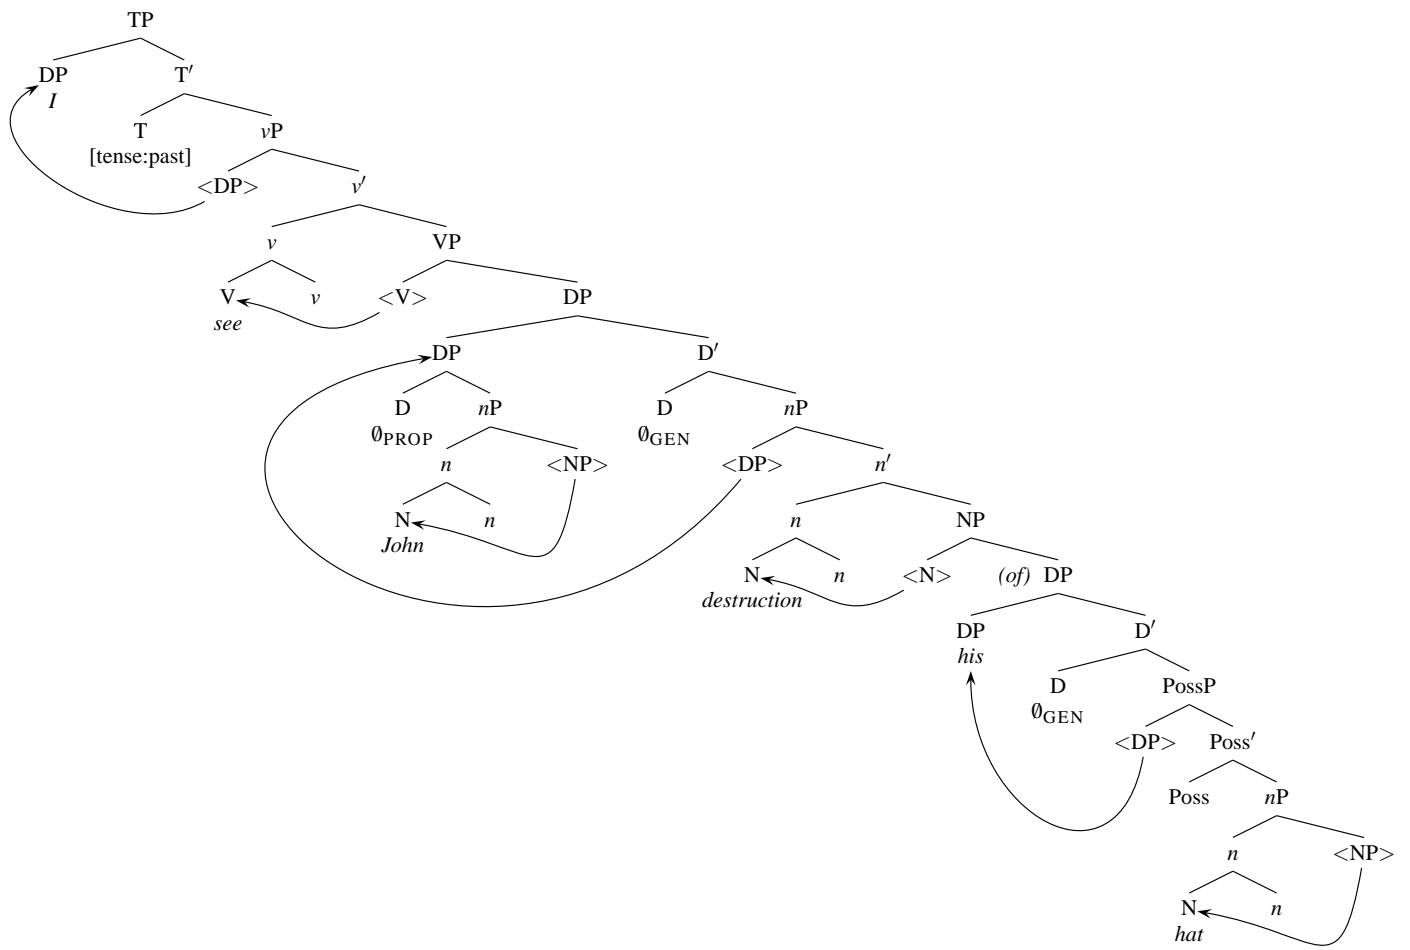 TP
DP T′
I
T vP
[tense:past]
<DP> v′
v VP
V v <V> DP
see
DP D′
D nP D nP
∅PROP ∅GEN
n <NP> <DP> n′
N n n NP
John
N n <N> (of) DP
destruction
DP D′
his
D PossP
∅GEN
<DP> Poss′
Poss nP
n <NP>
N n
hat